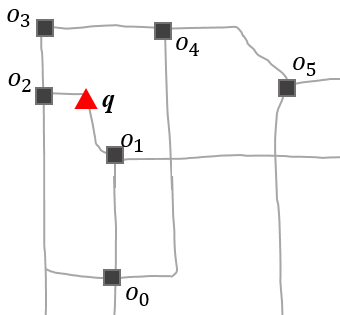 o₃
o₄
o₅
o₂
q
o₁
o₀